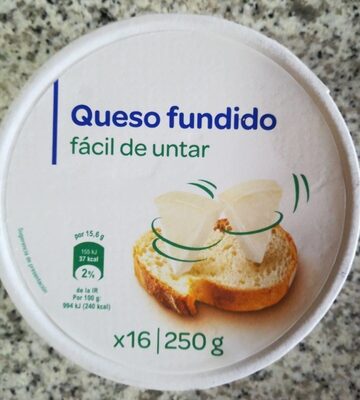 Queso fundido
fácil de untar
por 15,6 g
155 kJ
37 kcal
2%
de la IR
Por 100 g:
994 kJ (240 kcal)
Sugerencia de presentación
x16 | 250 g